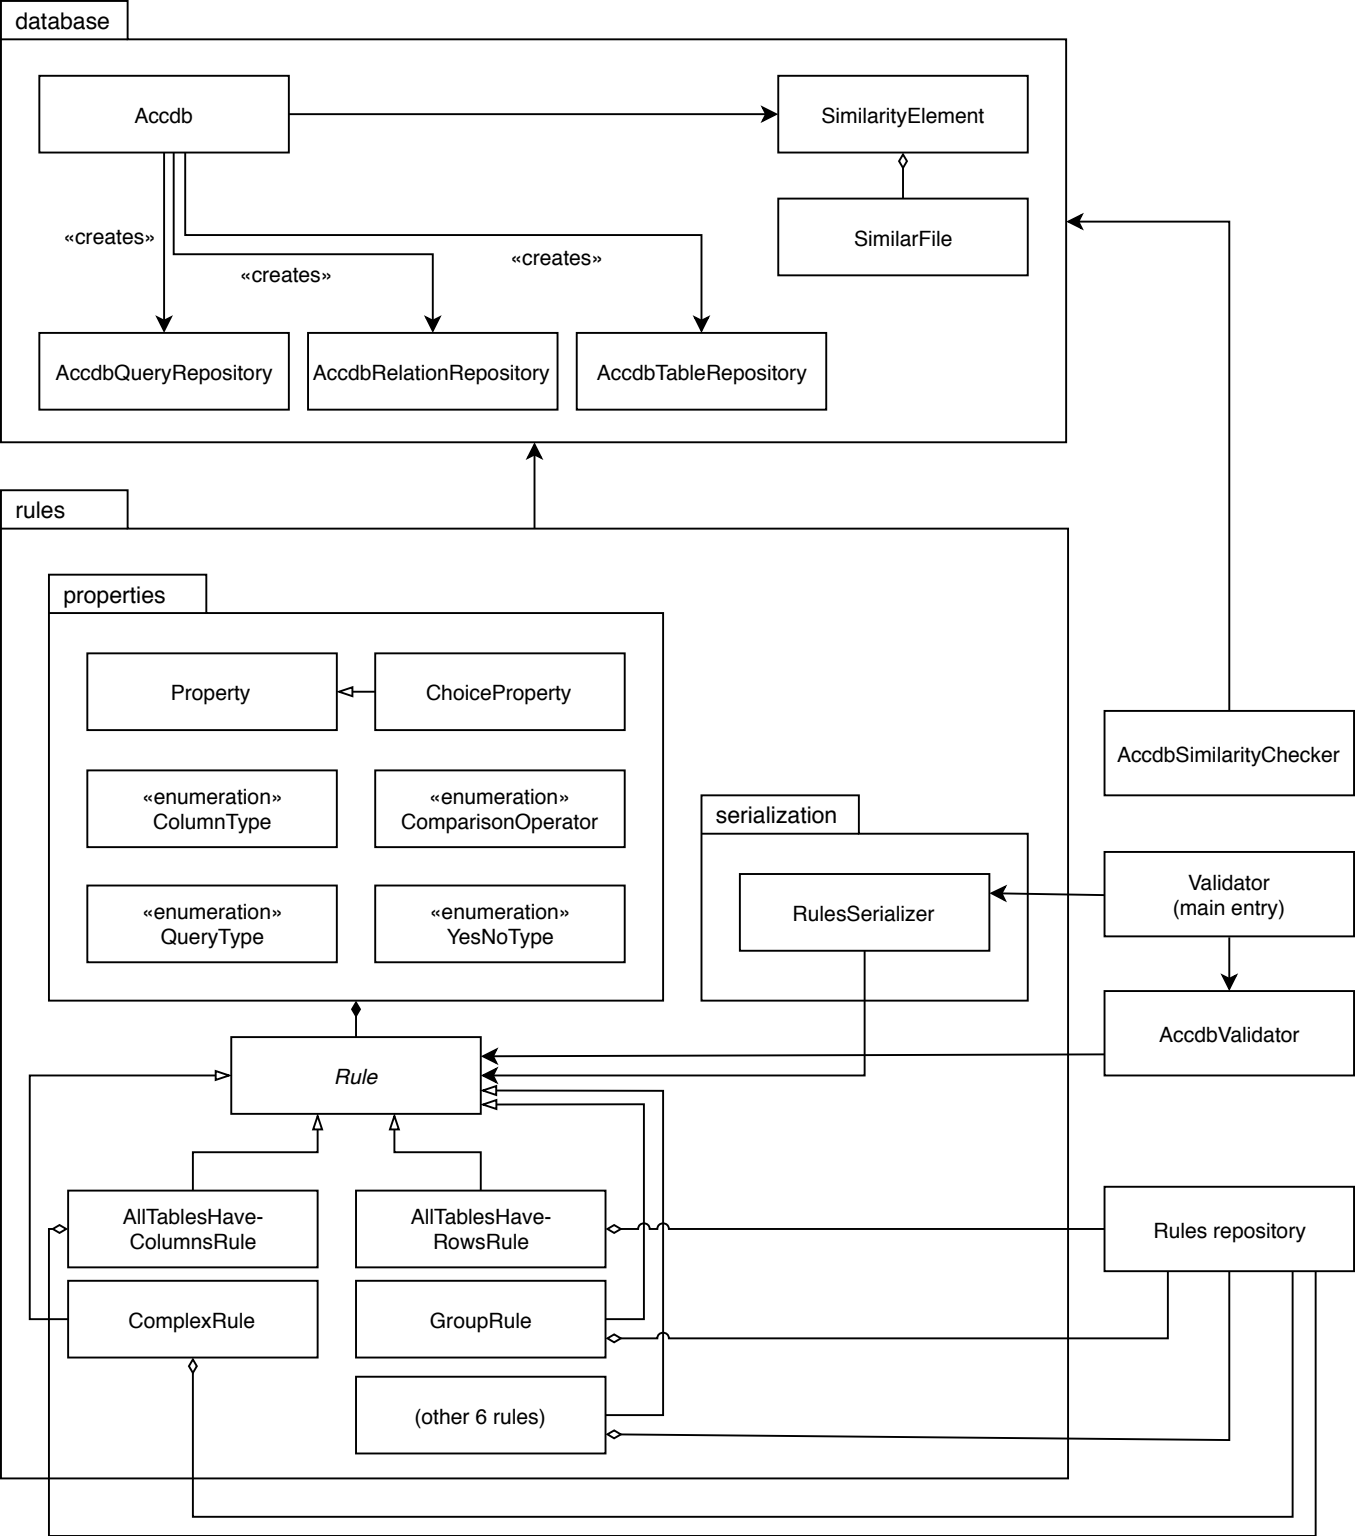 database
Accdb
SimilarityElement
SimilarFile
«creates»
«creates»
«creates»
AccdbQueryRepository
AccdbRelationRepository
AccdbTableRepository
rules
properties
Property
ChoiceProperty
«enumeration»
ColumnType
«enumeration»
ComparisonOperator
«enumeration»
QueryType
«enumeration»
YesNoType
serialization
RulesSerializer
AccdbSimilarityChecker
Validator
(main entry)
AccdbValidator
Rule
AllTablesHave-
ColumnsRule
AllTablesHave-
RowsRule
Rules repository
ComplexRule
GroupRule
(other 6 rules)